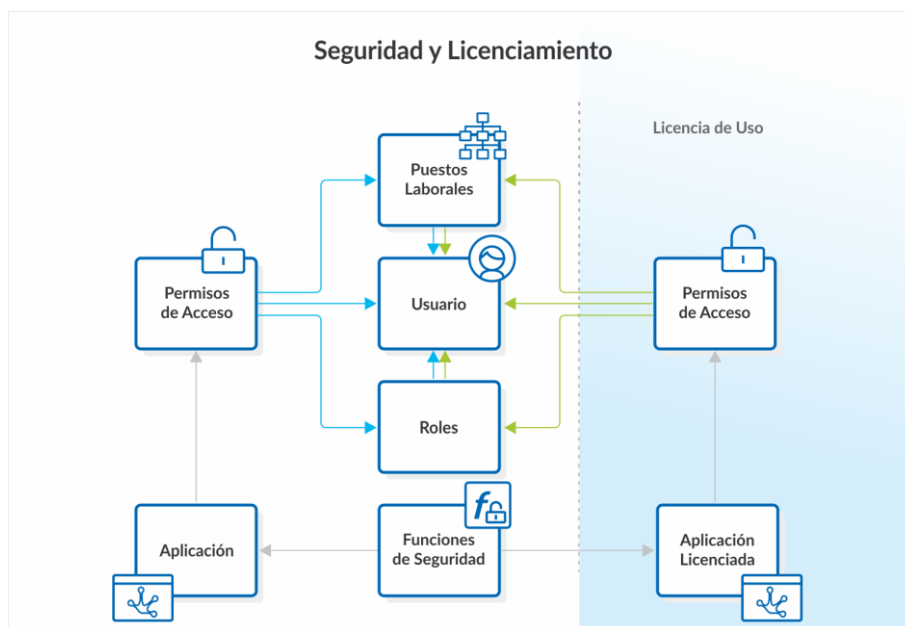 Seguridad y Licenciamiento
Licencia de Uso
Puestos
Laborales
Permisos
de Acceso
Usuario
Permisos
de Acceso
Roles
Aplicación
Funciones
de Seguridad
Aplicación
Licenciada